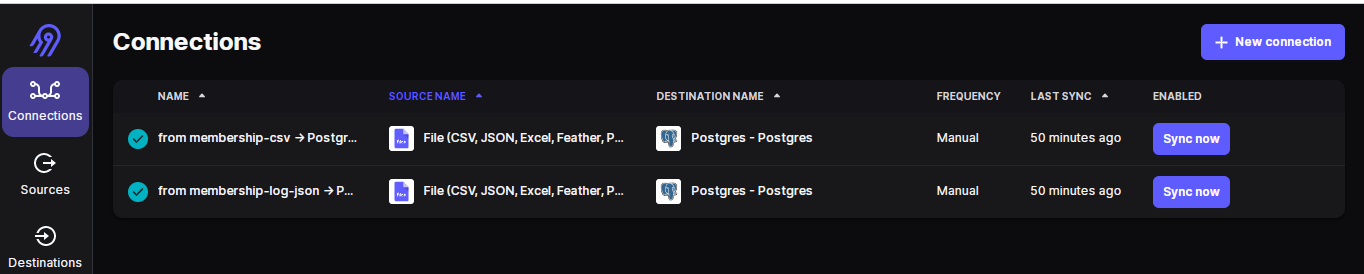 Connections
+ New connection
Connections
NAME SOURCE NAME DESTINATION NAME FREQUENCY LAST SYNC ENABLED
from membership-csv → Postgr... File (CSV, JSON, Excel, Feather, P... Postgres - Postgres Manual 50 minutes ago Sync now
from membership-log-json → P... File (CSV, JSON, Excel, Feather, P... Postgres - Postgres Manual 50 minutes ago Sync now
Sources
Destinations